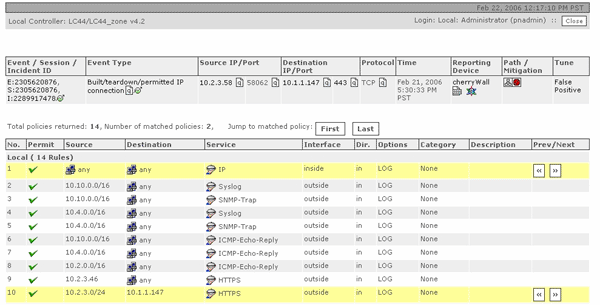 Feb 22, 2006 12:17:10 PM PST
Local Controller: LC44/LC44_zone v4.2 Login: Local: Administrator (pnadmin) :: Close
Event / Session / Incident ID Event Type Source IP/Port Destination IP/Port Protocol Time Reporting Device Path / Mitigation Tune
E:2305620876, S:2305620876, I:2289917478 Built/teardown/permitted IP connection q 10.2.3.58 q 58062 q 10.1.1.147 q 443 q TCP q Feb 21, 2006 5:30:33 PM PST cherryWall False Positive
Total policies returned: 14, Number of matched policies: 2, Jump to matched policy: First Last
No. Permit Source Destination Service Interface Dir. Options Category Description Prev/Next
Local ( 14 Rules)
1 any any IP inside in LOG None « »
2 10.10.0.0/16 any Syslog outside in LOG None
3 10.10.0.0/16 any SNMP-Trap outside in LOG None
4 10.4.0.0/16 any Syslog outside in LOG None
5 10.4.0.0/16 any SNMP-Trap outside in LOG None
6 10.10.0.0/16 any ICMP-Echo-Reply outside in LOG None
7 10.4.0.0/16 any ICMP-Echo-Reply outside in LOG None
8 10.2.0.0/16 any ICMP-Echo-Reply outside in LOG None
9 10.2.3.46 any HTTPS outside in LOG None
10 10.2.3.0/24 10.1.1.147 HTTPS outside in LOG None « »